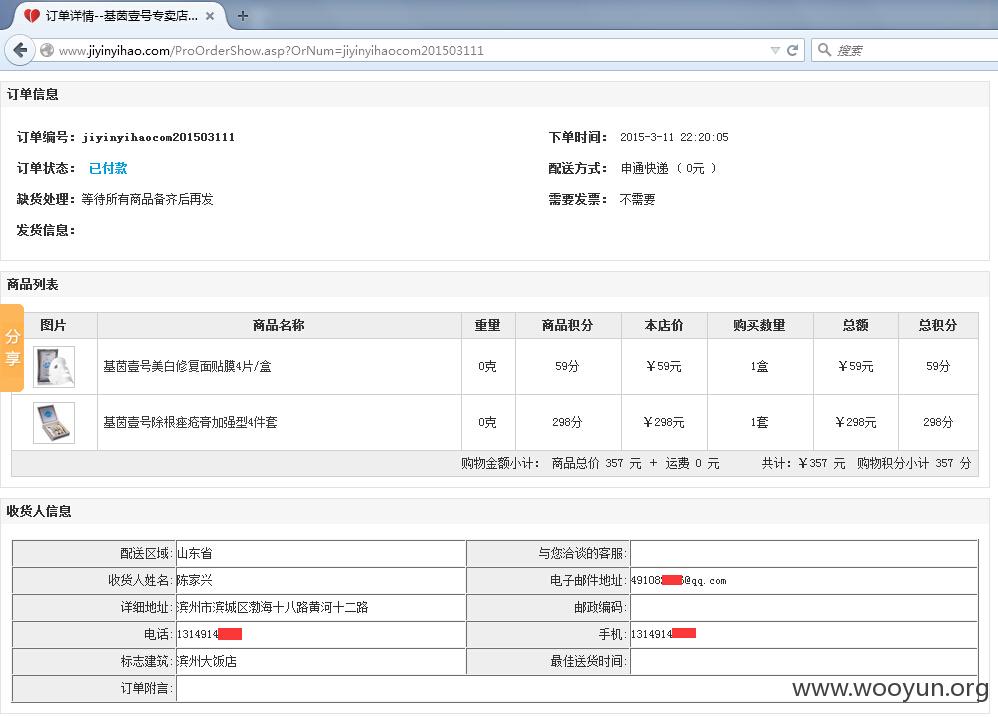 订单详情--基茵壹号专卖店...
www.jiyinyihao.com/ProOrderShow.asp?OrNum=jiyinyihaocom201503111
搜索
订单信息
订单编号：jiyinyihaocom201503111 下单时间： 2015-3-11 22:20:05
订单状态： 已付款 配送方式： 申通快递 （ 0元 ）
缺货处理：等待所有商品备齐后再发 需要发票： 不需要
发货信息：
商品列表
分享
图片 商品名称 重量 商品积分 本店价 购买数量 总额 总积分
基茵壹号美白修复面贴膜4片/盒 0克 59分 ￥59元 1盒 ￥59元 59分
基茵壹号除根痤疮膏加强型4件套 0克 298分 ￥298元 1套 ￥298元 298分
购物金额小计： 商品总价 357 元 + 运费 0 元 共计：￥357 元 购物积分小计 357 分
收货人信息
配送区域: 山东省 与您洽谈的客服:
收货人姓名: 陈家兴 电子邮件地址: 49108 @qq.com
详细地址: 滨州市滨城区渤海十八路黄河十二路 邮政编码:
电话: 1314914 手机: 1314914
标志建筑: 滨州大饭店 最佳送货时间:
订单附言:
www.wooyun.org